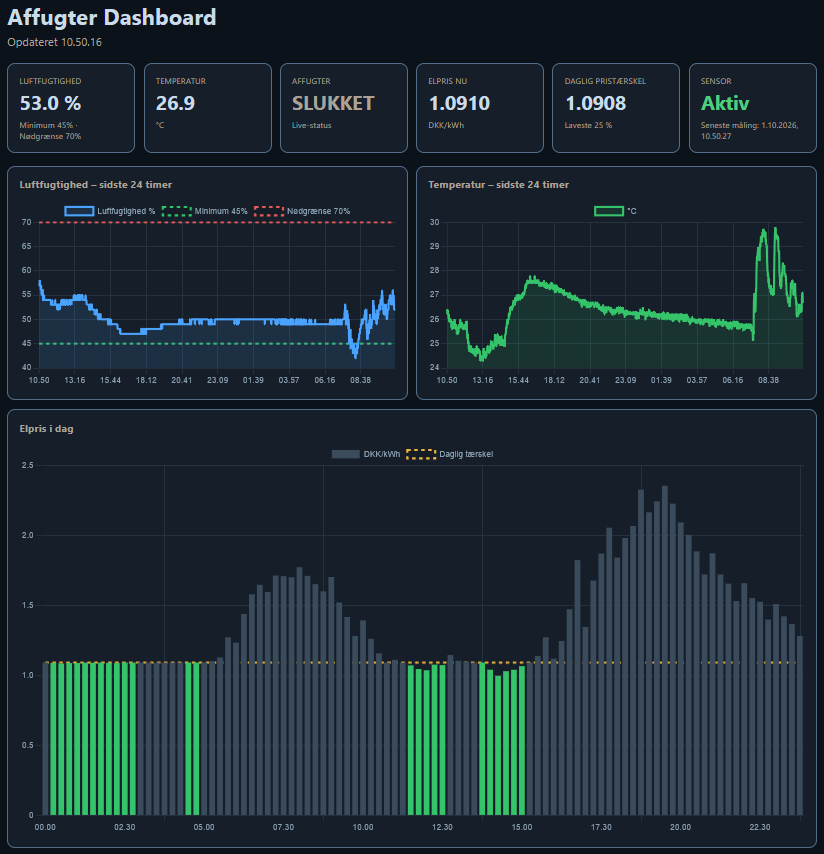 Affugter Dashboard
Opdateret 10.50.16
LUFTFUGTIGHED
53.0 %
Minimum 45% ·
Nødgrænse 70%
TEMPERATUR
26.9
°C
AFFUGTER
SLUKKET
Live-status
ELPRIS NU
1.0910
DKK/kWh
DAGLIG PRISTÆRSKEL
1.0908
Laveste 25 %
SENSOR
Aktiv
Seneste måling: 1.10.2026,
10.50.27
Luftfugtighed – sidste 24 timer
Luftfugtighed % Minimum 45% Nødgrænse 70%
70
65
60
55
50
45
40
10.50 13.16 15.44 18.12 20.41 23.09 01.39 03.57 06.16 08.38
Temperatur – sidste 24 timer
°C
30
29
28
27
26
25
24
10.50 13.16 15.44 18.12 20.41 23.09 01.39 03.57 06.16 08.38
Elpris i dag
DKK/kWh Daglig tærskel
2.5
2.0
1.5
1.0
0.5
0
00.00 02.30 05.00 07.30 10.00 12.30 15.00 17.30 20.00 22.30